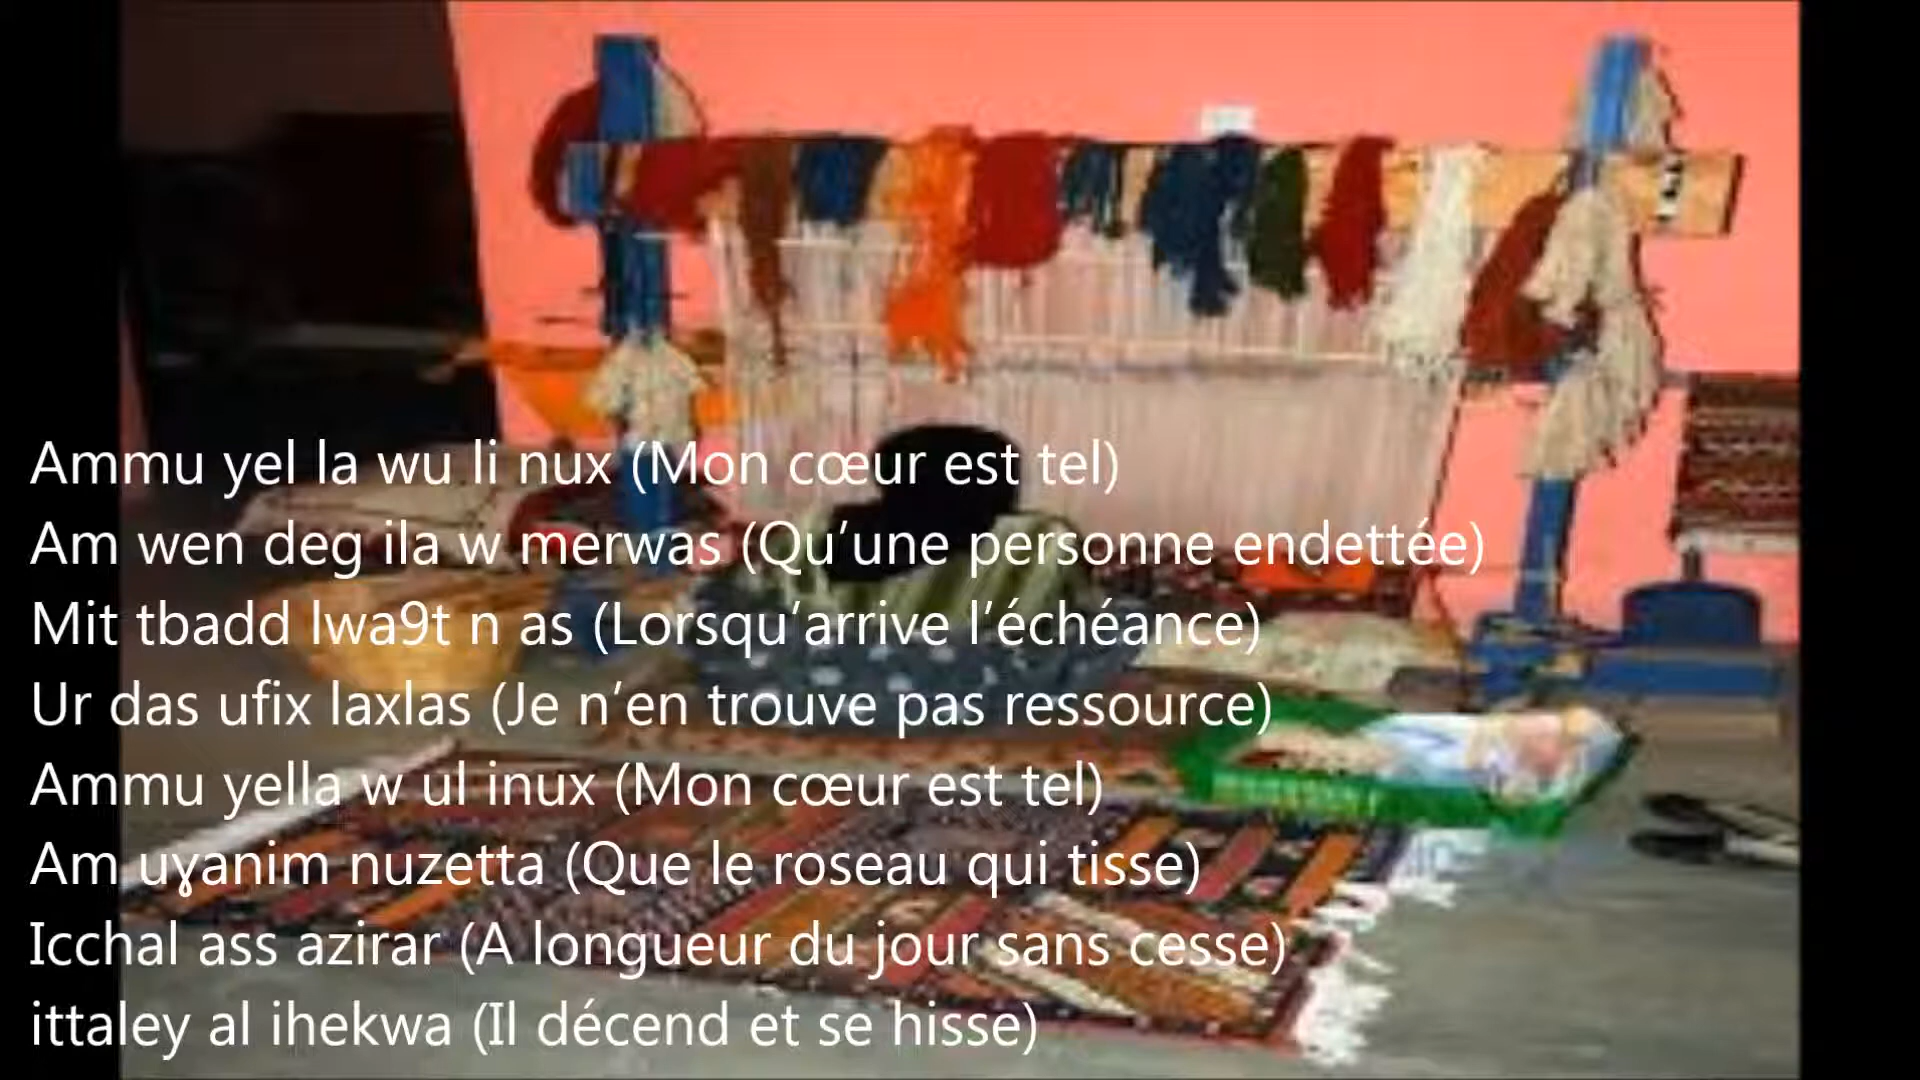 Ammu yel la wu li nux (Mon cœur est tel)
Am wen deg ila w merwas (Qu’une personne endettée)
Mit tbadd lwa9t n as (Lorsqu’arrive l’échéance)
Ur das ufix laxlas (Je n’en trouve pas ressource)
Ammu yella w ul inux (Mon cœur est tel)
Am uɣanim nuzetta (Que le roseau qui tisse)
Icchal ass azirar (A longueur du jour sans cesse)
ittaley al ihekwa (Il décend et se hisse)